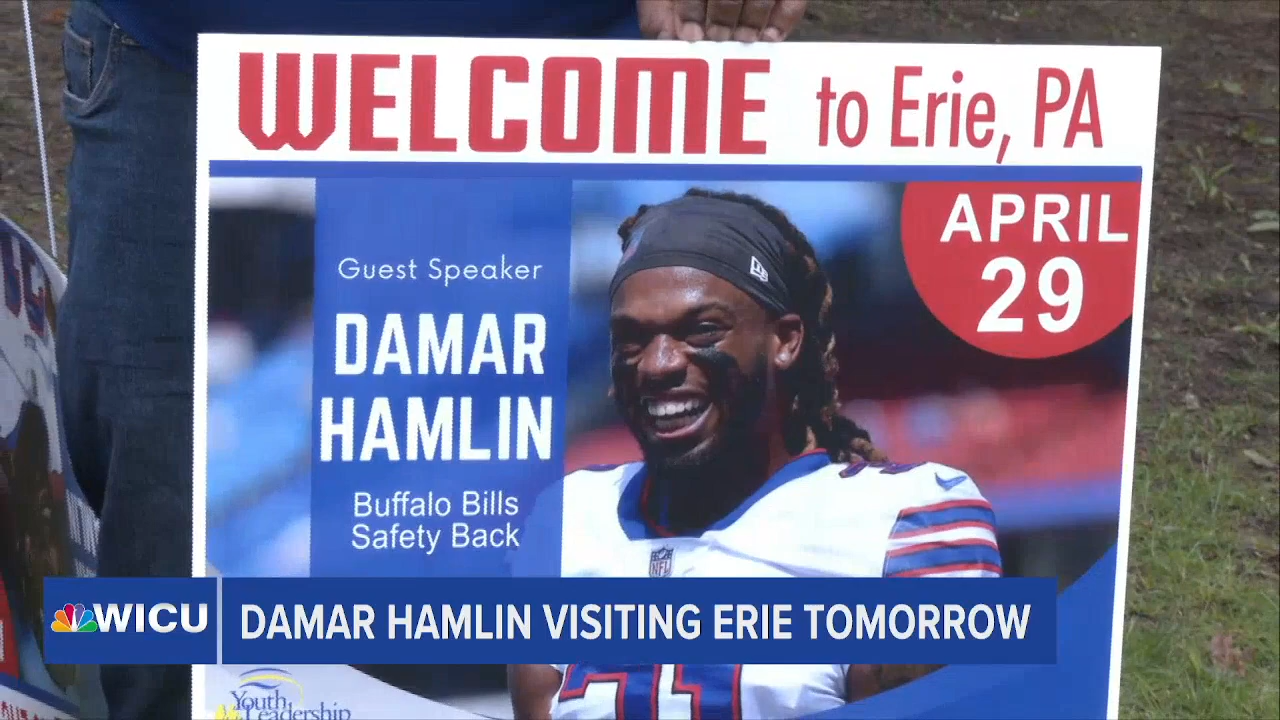 WELCOME to Erie, PA
APRIL
29
Guest Speaker
DAMAR
HAMLIN
Buffalo Bills
Safety Back
NFL
WICU
DAMAR HAMLIN VISITING ERIE TOMORROW
Youth
Leadership